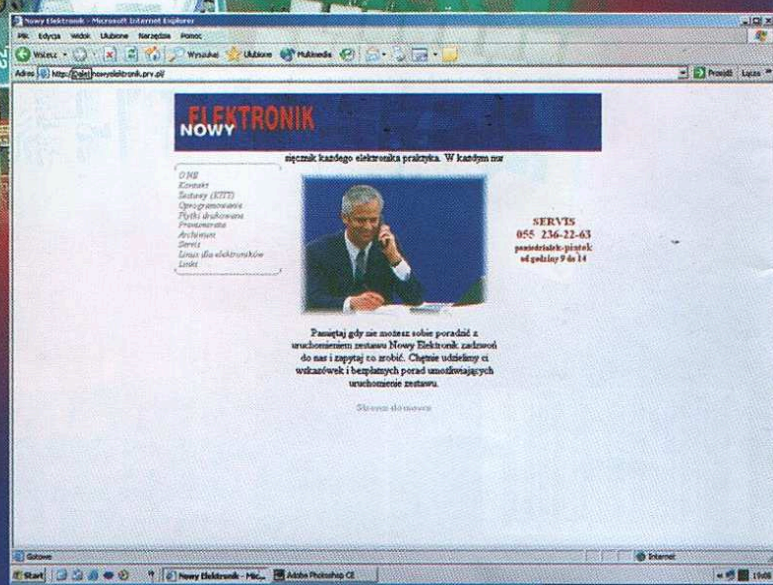 Nowy Elektronik - Microsoft Internet Explorer
Plik Edycja Widok Ulubione Narzędzia Pomoc
Wstecz Wyszukaj Ulubione Multimedia
Adres http://nowyelektronik.prv.pl/ Przejdź Łącza
ELEKTRONIK
NOWY
sięcznik każdego elektronika praktyka. W każdym nur
O NE
Kontakt
Zestawy (KITY)
Oprogramowanie
Płytki drukowane
Prenumerata
Archiwum
Serwis
Linux dla elektroników
Linki
SERVIS
055 236-22-63
poniedziałek-piątek
od godziny 9 do 14
Pamiętaj gdy nie możesz sobie poradzić z
uruchomieniem zestawu Nowy Elektronik zadzwoń
do nas i zapytaj co zrobić. Chętnie udzielimy ci
wskazówek i bezpłatnych porad umożliwiających
uruchomienie zestawu.
Strona domowa
Gotowe Internet
Start Nowy Elektronik - Mic... Adobe Photoshop CE